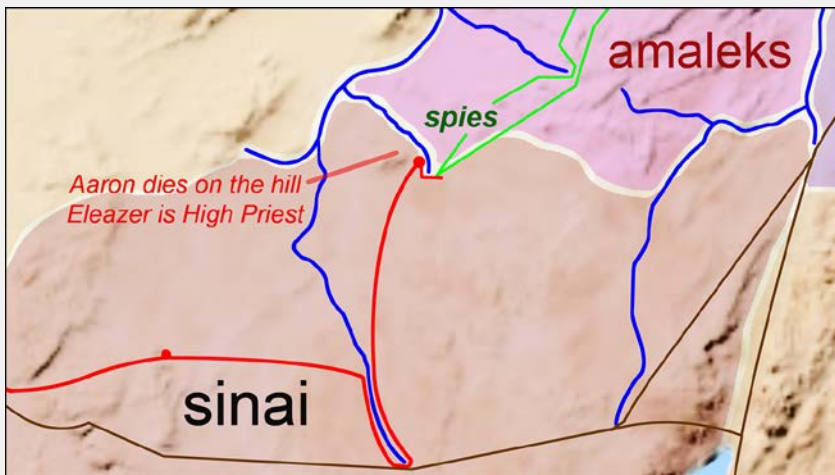 amaleks
spies
Aaron dies on the hill
Eleazer is High Priest
sinai